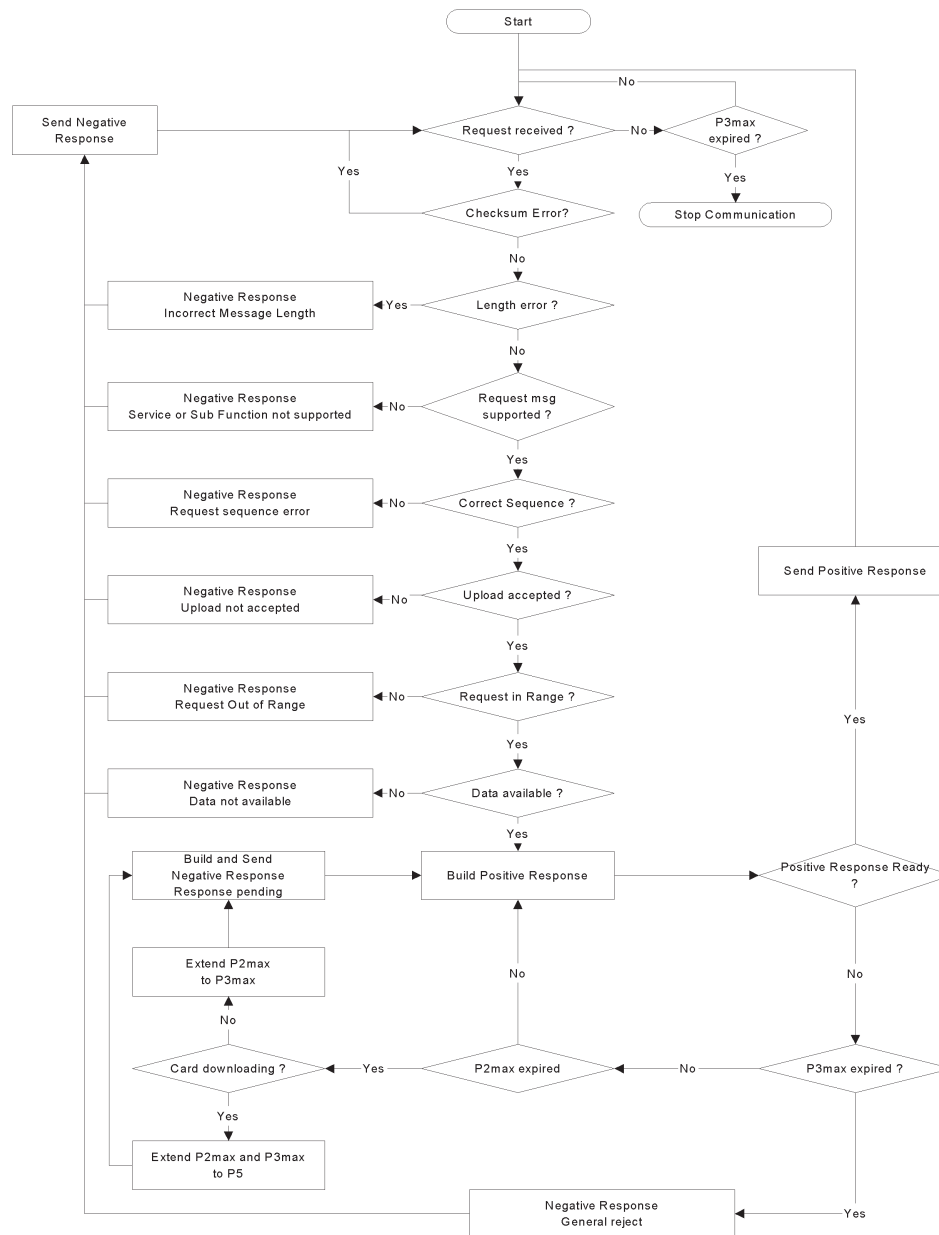 Start
No
Send Negative
Response
Request received ?
No
P3max
expired ?
Yes
Yes
Yes
Checksum Error?
Stop Communication
No
Negative Response
Incorrect Message Length
Yes
Length error ?
No
Negative Response
Service or Sub Function not supported
No
Request msg
supported ?
Yes
Negative Response
Request sequence error
No
Correct Sequence ?
Yes
Negative Response
Upload not accepted
No
Upload accepted ?
Send Positive Response
Yes
Negative Response
Request Out of Range
No
Request in Range ?
Yes
Yes
Negative Response
Data not available
No
Data available ?
Yes
Build and Send
Negative Response
Response pending
Build Positive Response
Positive Response Ready
?
Extend P2max
to P3max
No
No
No
Card downloading ?
Yes
P2max expired
No
P3max expired ?
Yes
Extend P2max and P3max
to P5
Negative Response
General reject
Yes